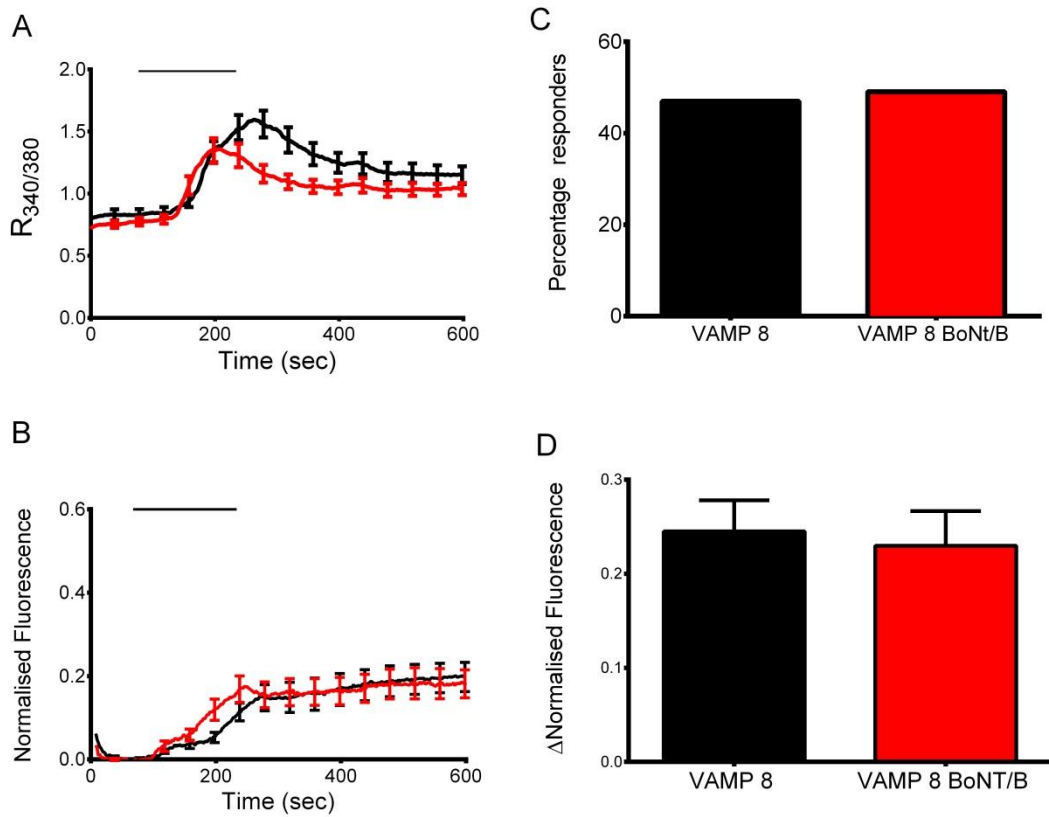 A
R340/380
2.0
1.5
1.0
0.5
0.0
0
200
400
600
Time (sec)
B
Normalised Fluorescence
0.6
0.4
0.2
0.0
0
200
400
600
Time (sec)
C
Percentage responders
60
40
20
0
VAMP 8
VAMP 8 BoNt/B
D
ΔNormalised Fluorescence
0.3
0.2
0.1
0.0
VAMP 8
VAMP 8 BoNT/B